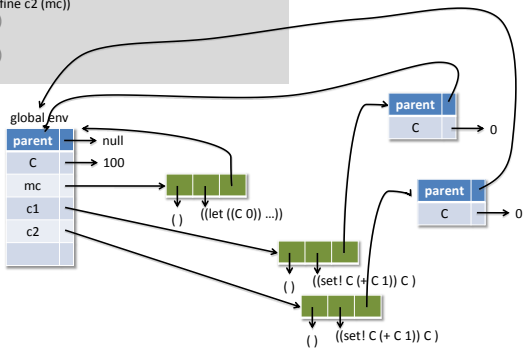 fine c2 (mc))
)
)
global env
parent null
C 100
mc
c1
c2
( ) ((let ((C 0)) ...))
parent
C 0
parent
C 0
( ) ((set! C (+ C 1)) C )
( ) ((set! C (+ C 1)) C )